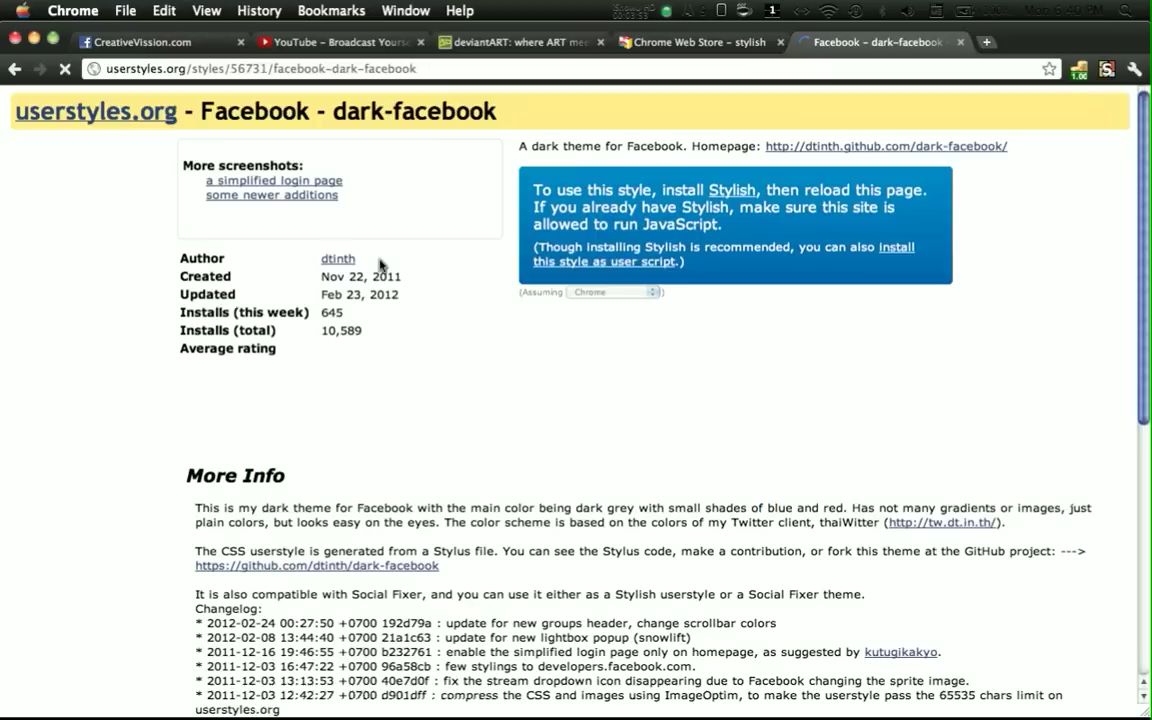 Chrome File Edit View History Bookmarks Window Help 1
CreativeVission.com × YouTube - Broadcast Yourse × deviantART: where ART me × Chrome Web Store - stylish × Facebook - dark-facebook ×
userstyles.org/styles/56731/facebook-dark-facebook 1.00 S
userstyles.org - Facebook - dark-facebook
More screenshots:
a simplified login page
some newer additions
Author dtinth
Created Nov 22, 2011
Updated Feb 23, 2012
Installs (this week) 645
Installs (total) 10,589
Average rating
A dark theme for Facebook. Homepage: http://dtinth.github.com/dark-facebook/
To use this style, install Stylish, then reload this page.
If you already have Stylish, make sure this site is
allowed to run JavaScript.
(Though installing Stylish is recommended, you can also install
this style as user script.)
(Assuming Chrome )
More Info
This is my dark theme for Facebook with the main color being dark grey with small shades of blue and red. Has not many gradients or images, just
plain colors, but looks easy on the eyes. The color scheme is based on the colors of my Twitter client, thaiWitter (http://tw.dt.in.th/).
The CSS userstyle is generated from a Stylus file. You can see the Stylus code, make a contribution, or fork this theme at the GitHub project: --->
https://github.com/dtinth/dark-facebook
It is also compatible with Social Fixer, and you can use it either as a Stylish userstyle or a Social Fixer theme.
Changelog:
* 2012-02-24 00:27:50 +0700 192d79a : update for new groups header, change scrollbar colors
* 2012-02-08 13:44:40 +0700 21a1c63 : update for new lightbox popup (snowlift)
* 2011-12-16 19:46:55 +0700 b232761 : enable the simplified login page only on homepage, as suggested by kutugikakyo.
* 2011-12-03 16:47:22 +0700 96a58cb : few stylings to developers.facebook.com.
* 2011-12-03 13:13:53 +0700 40e7d0f : fix the stream dropdown icon disappearing due to Facebook changing the sprite image.
* 2011-12-03 12:42:27 +0700 d901dff : compress the CSS and images using ImageOptim, to make the userstyle pass the 65535 chars limit on
userstyles.org